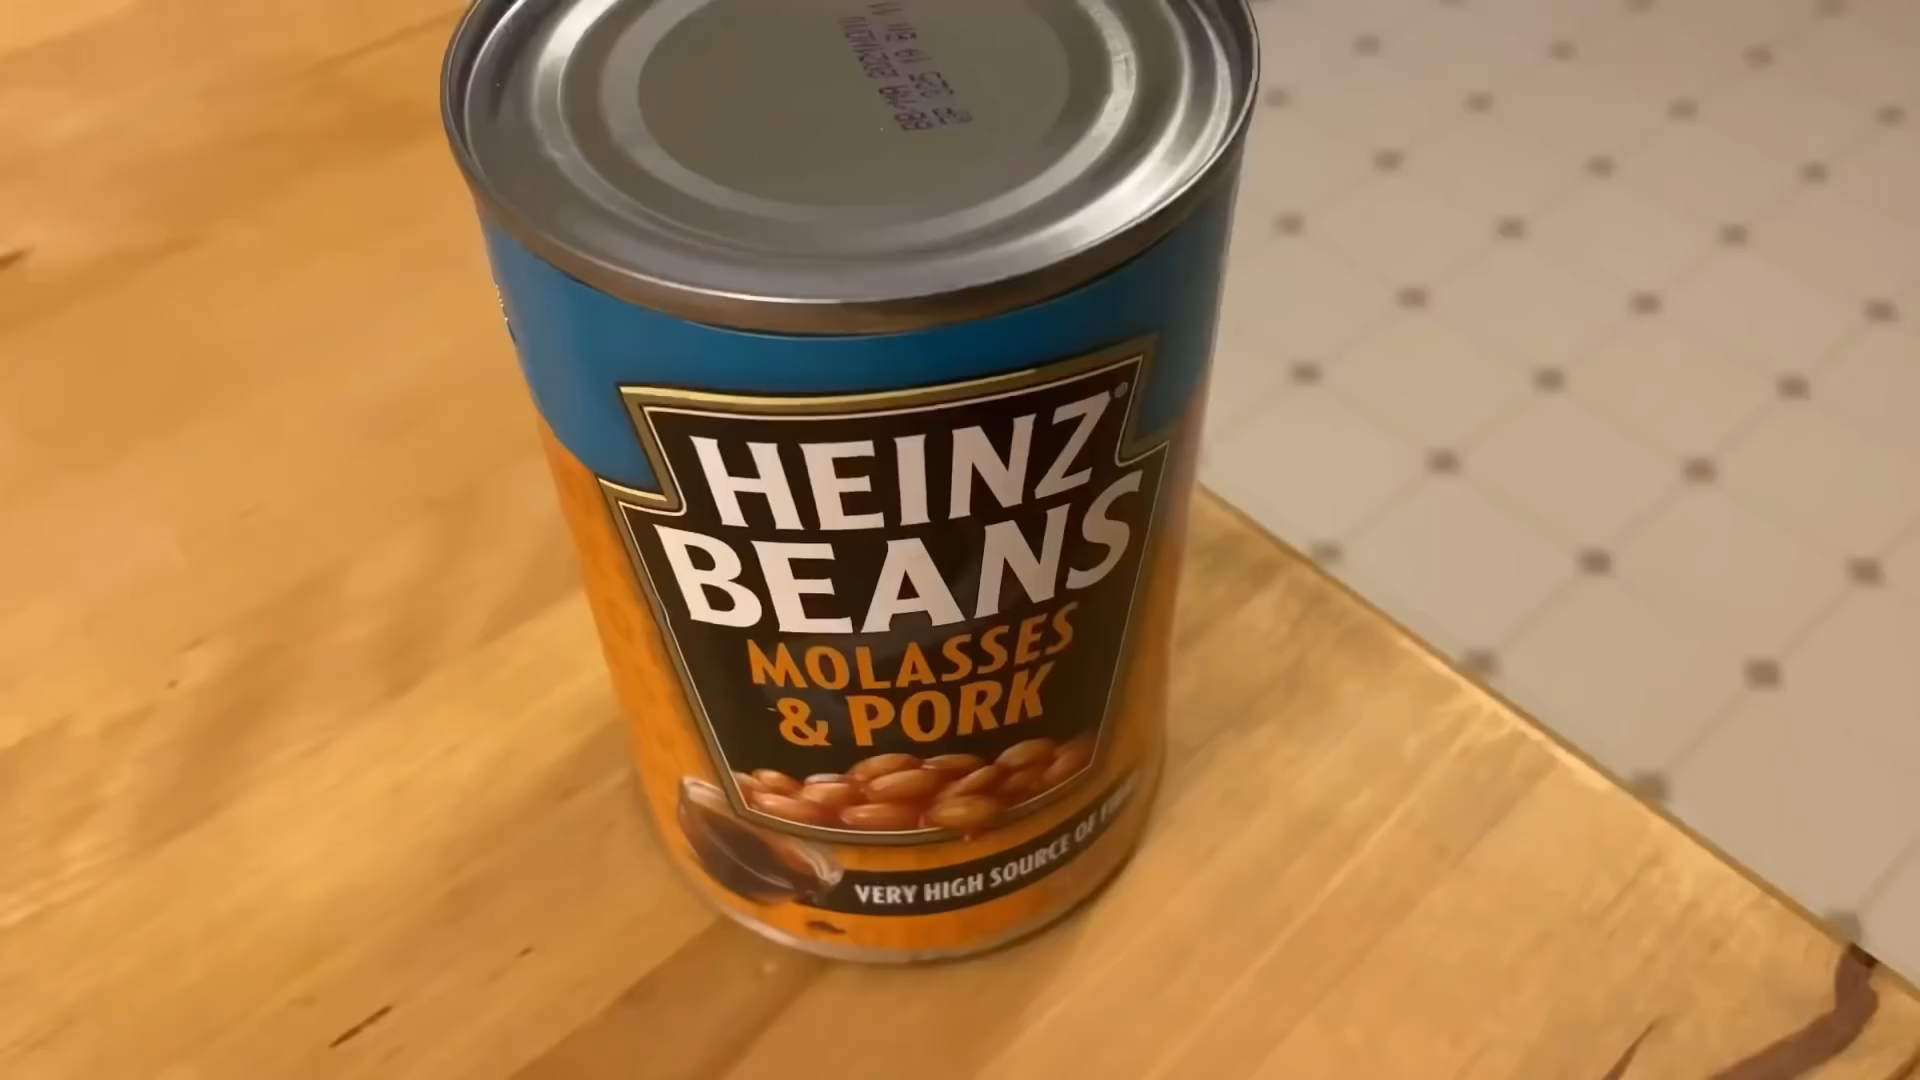 HEINZ®
BEANS
MOLASSES
& PORK
VERY HIGH SOURCE OF